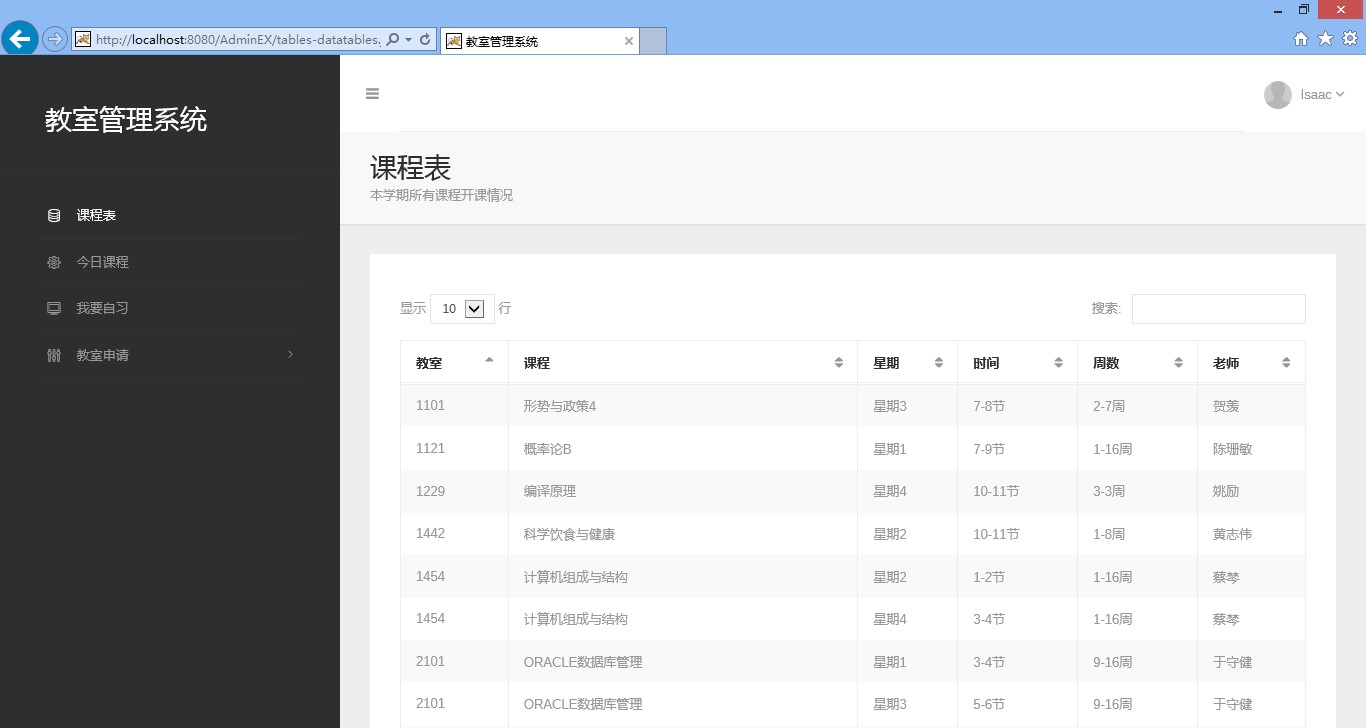 http://localhost:8080/AdminEX/tables-datatables.
教室管理系统
教室管理系统
Isaac
课程表
本学期所有课程开课情况
课程表
今日课程
我要自习
教室申请
显示 10 行
搜索:
教室 课程 星期 时间 周数 老师
1101 形势与政策4 星期3 7-8节 2-7周 贺羡
1121 概率论B 星期1 7-9节 1-16周 陈珊敏
1229 编译原理 星期4 10-11节 3-3周 姚励
1442 科学饮食与健康 星期2 10-11节 1-8周 黄志伟
1454 计算机组成与结构 星期2 1-2节 1-16周 蔡琴
1454 计算机组成与结构 星期4 3-4节 1-16周 蔡琴
2101 ORACLE数据库管理 星期1 3-4节 9-16周 于守健
2101 ORACLE数据库管理 星期3 5-6节 9-16周 于守健